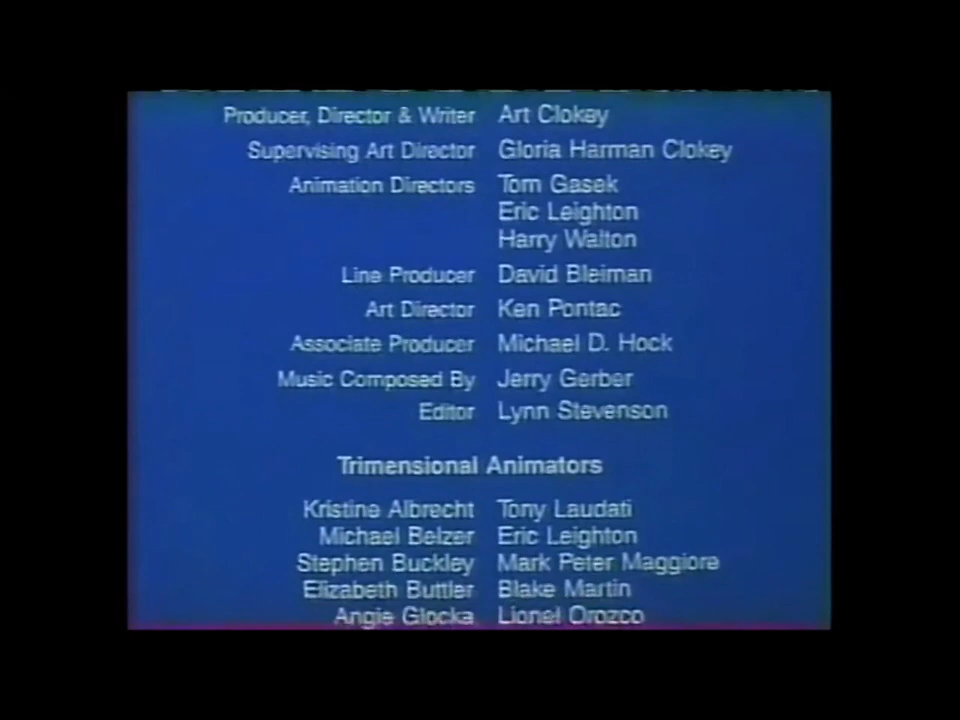 Producer, Director & Writer Art Clokey
Supervising Art Director Gloria Harman Clokey
Animation Directors Tom Gasek
Eric Leighton
Harry Walton
Line Producer David Bleiman
Art Director Ken Pontac
Associate Producer Michael D. Hock
Music Composed By Jerry Gerber
Editor Lynn Stevenson
Trimensional Animators
Kristine Albrecht Tony Laudati
Michael Belzer Eric Leighton
Stephen Buckley Mark Peter Maggiore
Elizabeth Buttler Blake Martin
Angie Glocka Lionel Orozco